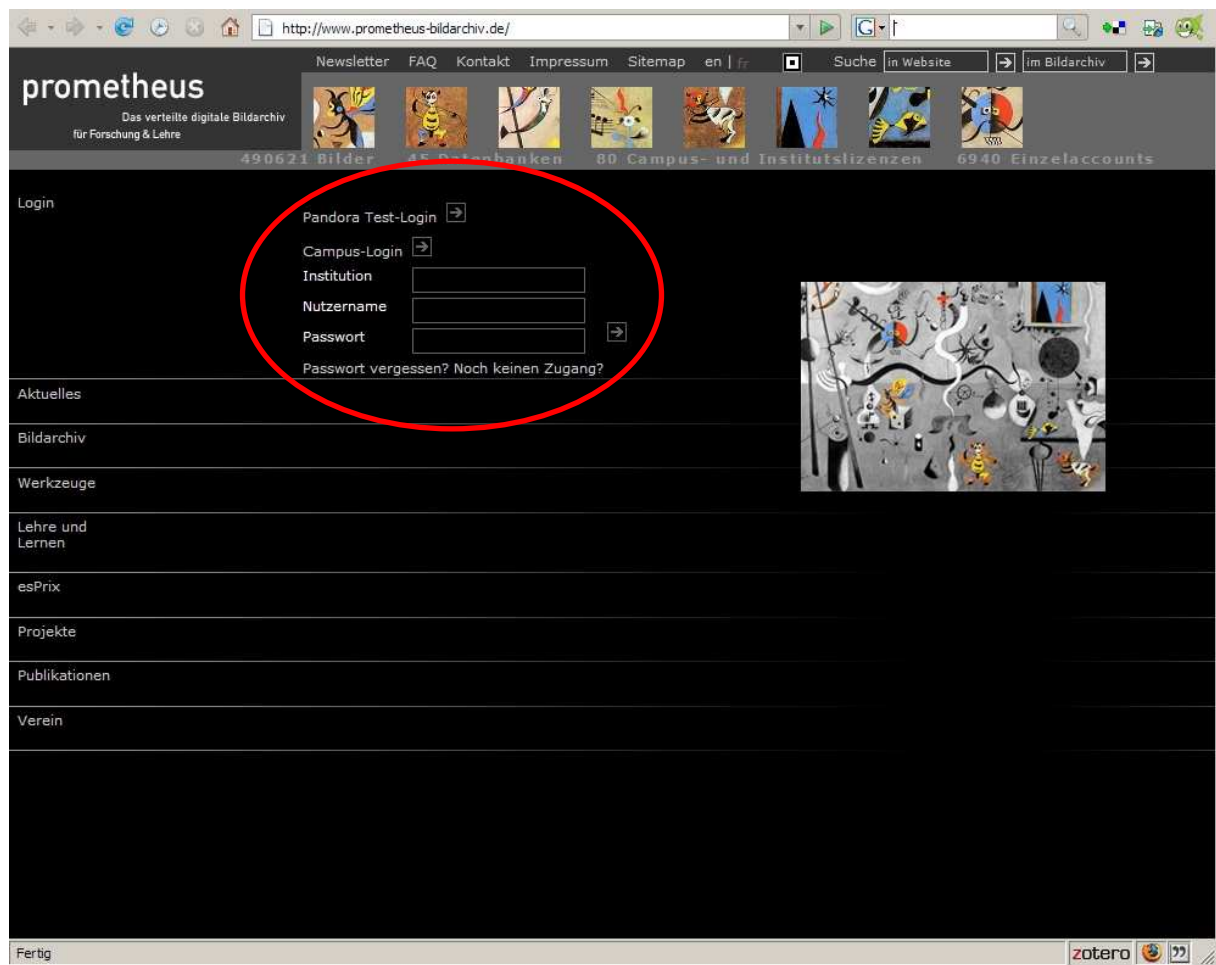 http://www.prometheus-bildarchiv.de/
Newsletter FAQ Kontakt Impressum Sitemap en | fr Suche in Website im Bildarchiv
prometheus
Das verteilte digitale Bildarchiv
für Forschung & Lehre
490621 Bilder 45 Datenbanken 80 Campus- und Institutslizenzen 6940 Einzelaccounts
Login
Pandora Test-Login
Campus-Login
Institution
Nutzername
Passwort
Passwort vergessen? Noch keinen Zugang?
Aktuelles
Bildarchiv
Werkzeuge
Lehre und
Lernen
esPrix
Projekte
Publikationen
Verein
Fertig zotero